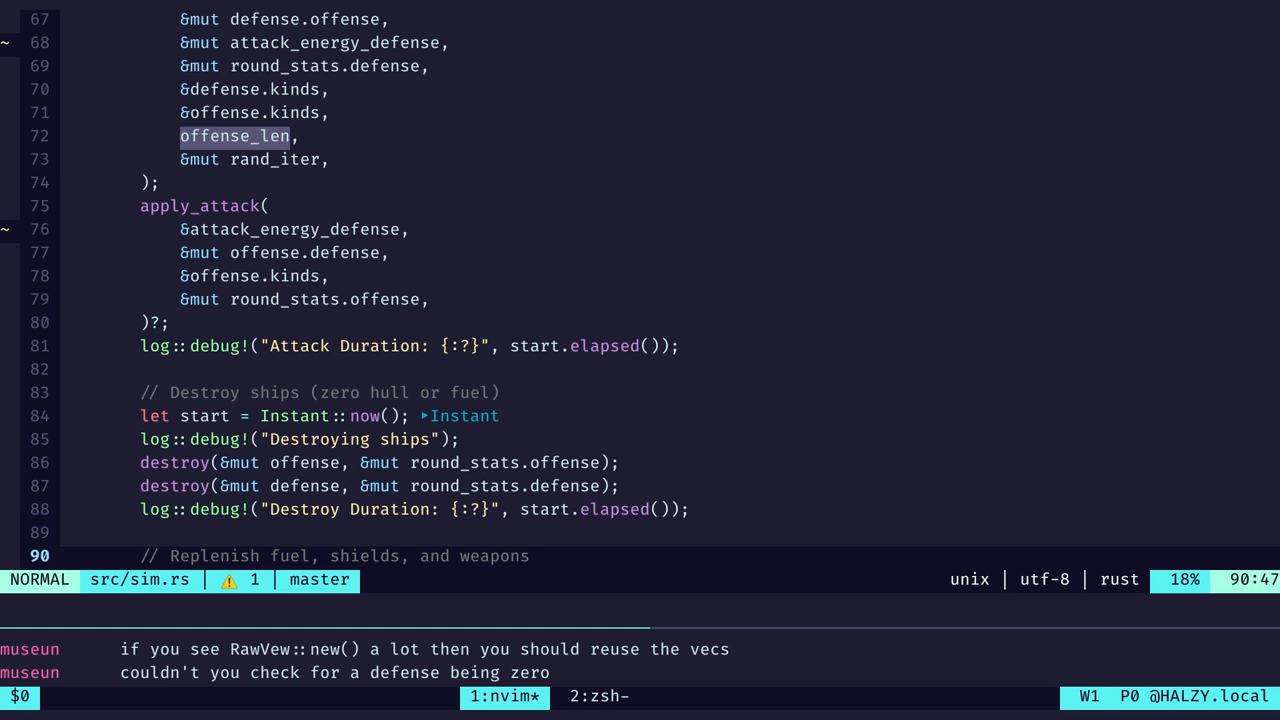 67 &mut defense.offense,
~ 68 &mut attack_energy_defense,
69 &mut round_stats.defense,
70 &defense.kinds,
71 &offense.kinds,
72 offense_len,
73 &mut rand_iter,
74 );
75 apply_attack(
~ 76 &attack_energy_defense,
77 &mut offense.defense,
78 &offense.kinds,
79 &mut round_stats.offense,
80 )?;
81 log::debug!("Attack Duration: {:?}", start.elapsed());
82
83 // Destroy ships (zero hull or fuel)
84 let start = Instant::now(); ▸Instant
85 log::debug!("Destroying ships");
86 destroy(&mut offense, &mut round_stats.offense);
87 destroy(&mut defense, &mut round_stats.defense);
88 log::debug!("Destroy Duration: {:?}", start.elapsed());
89
90 // Replenish fuel, shields, and weapons
NORMAL src/sim.rs | ⚠️ 1 | master unix | utf-8 | rust 18% 90:47
museun if you see RawVew::new() a lot then you should reuse the vecs
museun couldn't you check for a defense being zero
$0 1:nvim* 2:zsh- W1 P0 @HALZY.local